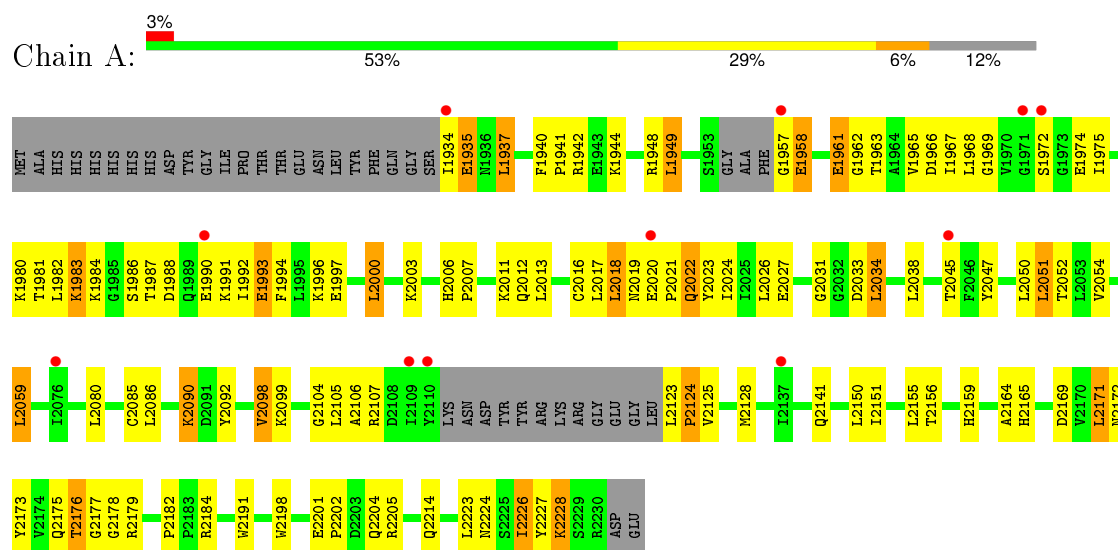 3%
Chain A:
53% 29% 6% 12%
MET ALA HIS HIS HIS HIS HIS HIS ASP TYR GLY ILE PRO THR THR GLU ASN LEU TYR PHE GLN GLY SER I1934 E1935 N1936 L1937 F1940 P1941 R1942 E1943 K1944 R1948 L1949 S1953 GLY ALA PHE G1957 E1958 E1961 G1962 T1963 A1964 V1965 D1966 I1967 L1968 G1969 V1970 G1971 S1972 G1973 E1974 I1975
K1980 T1981 L1982 K1983 K1984 G1985 S1986 T1987 D1988 Q1989 E1990 K1991 I1992 E1993 F1994 L1995 K1996 E1997 L2000 K2003 H2006 P2007 K2011 Q2012 L2013 C2016 L2017 L2018 N2019 E2020 P2021 Q2022 Y2023 I2024 I2025 L2026 E2027 G2031 G2032 D2033 L2034 L2038 T2045 F2046 Y2047 L2050 L2051 T2052 L2053 V2054
L2059 I2076 L2080 C2085 L2086 K2090 D2091 Y2092 V2098 K2099 G2104 L2105 A2106 R2107 D2108 I2109 Y2110 LYS ASN ASP TYR TYR ARG LYS ARG GLY GLU GLY LEU L2123 P2124 V2125 M2128 I2137 Q2141 L2150 I2151 L2155 T2156 H2159 A2164 H2165 D2169 V2170 L2171 N2172
Y2173 V2174 Q2175 T2176 G2177 G2178 R2179 P2182 P2183 R2184 W2191 W2198 E2201 P2202 D2203 Q2204 R2205 Q2214 L2223 N2224 S2225 I2226 Y2227 K2228 S2229 R2230 ASP GLU